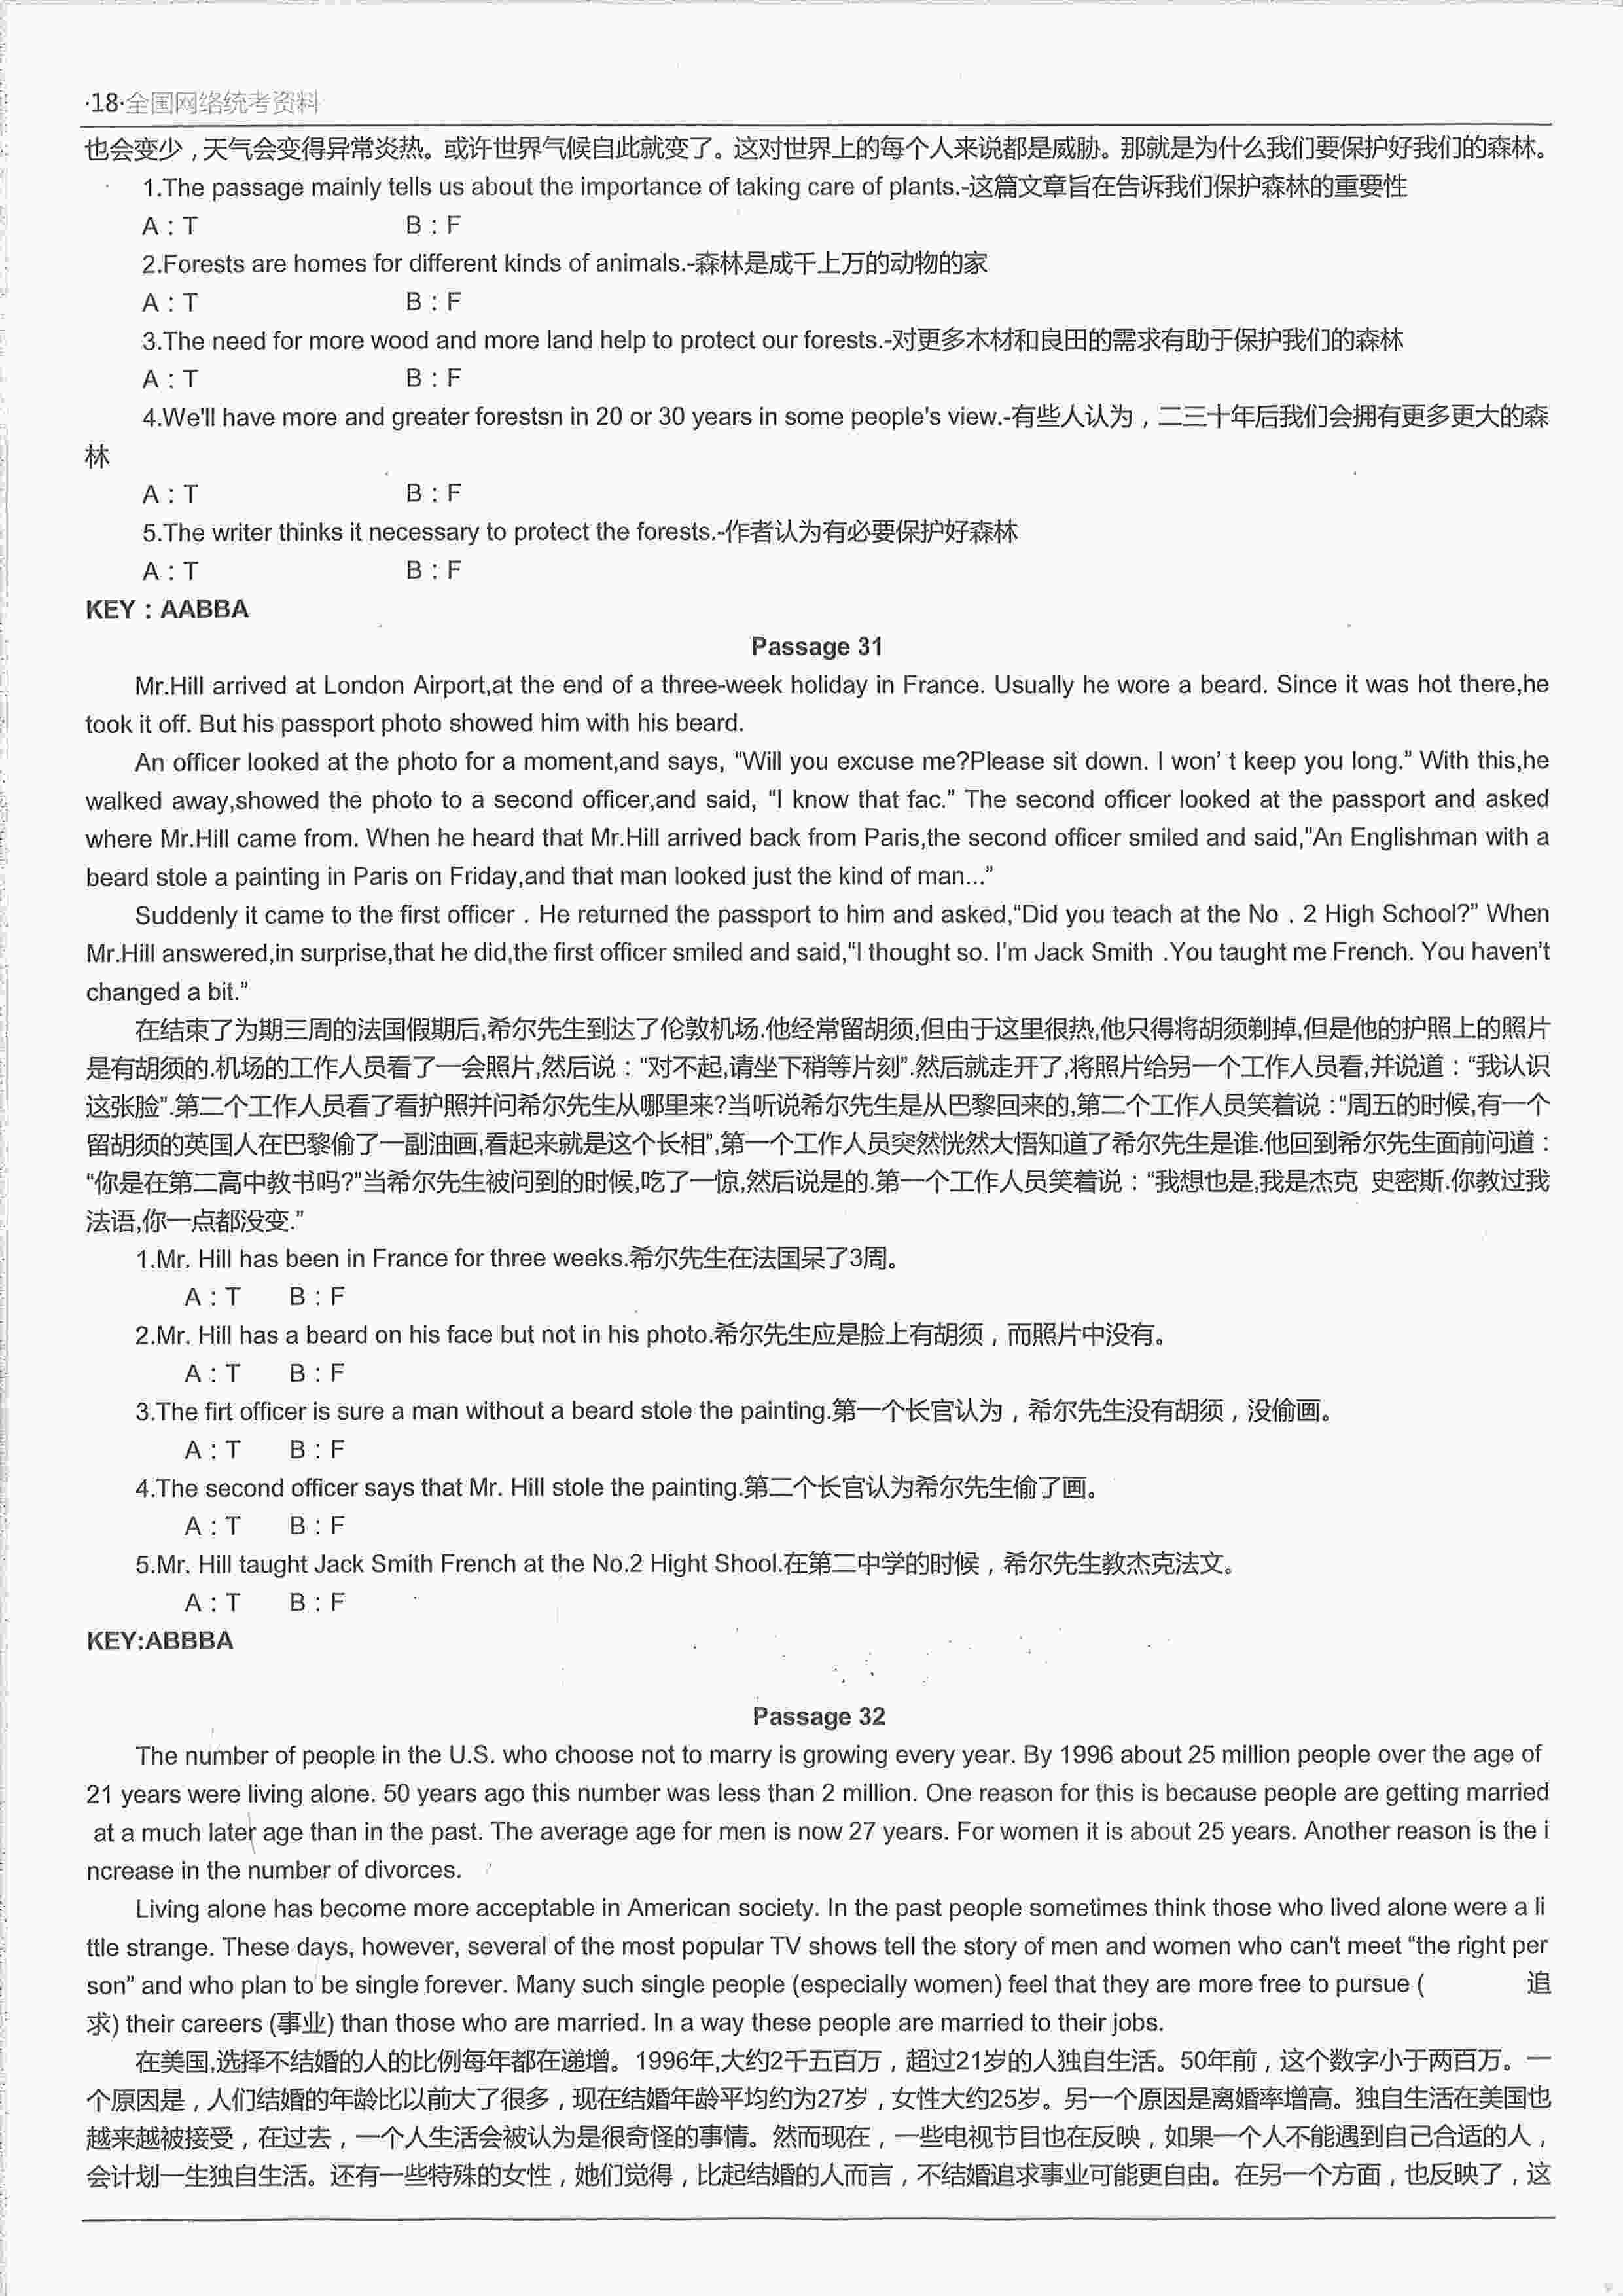 ·18·全国网络统考资料
也会变少，天气会变得异常炎热。或许世界气候自此就变了。这对世界上的每个人来说都是威胁。那就是为什么我们要保护好我们的森林。
1.The passage mainly tells us about the importance of taking care of plants.-这篇文章旨在告诉我们保护森林的重要性
A：T B：F
2.Forests are homes for different kinds of animals.-森林是成千上万的动物的家
A：T B：F
3.The need for more wood and more land help to protect our forests.-对更多木材和良田的需求有助于保护我们的森林
A：T B：F
4.We'll have more and greater forestsn in 20 or 30 years in some people's view.-有些人认为，二三十年后我们会拥有更多更大的森
林
A：T B：F
5.The writer thinks it necessary to protect the forests.-作者认为有必要保护好森林
A：T B：F
KEY：AABBA
Passage 31
Mr.Hill arrived at London Airport,at the end of a three-week holiday in France. Usually he wore a beard. Since it was hot there,he
took it off. But his passport photo showed him with his beard.
An officer looked at the photo for a moment,and says, “Will you excuse me?Please sit down. I won’ t keep you long.” With this,he
walked away,showed the photo to a second officer,and said, "I know that fac.” The second officer looked at the passport and asked
where Mr.Hill came from. When he heard that Mr.Hill arrived back from Paris,the second officer smiled and said,"An Englishman with a
beard stole a painting in Paris on Friday,and that man looked just the kind of man...”
Suddenly it came to the first officer . He returned the passport to him and asked,“Did you teach at the No . 2 High School?” When
Mr.Hill answered,in surprise,that he did,the first officer smiled and said,“I thought so. I'm Jack Smith .You taught me French. You haven’t
changed a bit.”
在结束了为期三周的法国假期后,希尔先生到达了伦敦机场.他经常留胡须,但由于这里很热,他只得将胡须剃掉,但是他的护照上的照片
是有胡须的.机场的工作人员看了一会照片,然后说：“对不起,请坐下稍等片刻”.然后就走开了,将照片给另一个工作人员看,并说道：“我认识
这张脸”.第二个工作人员看了看护照并问希尔先生从哪里来?当听说希尔先生是从巴黎回来的,第二个工作人员笑着说：“周五的时候,有一个
留胡须的英国人在巴黎偷了一副油画,看起来就是这个长相”,第一个工作人员突然恍然大悟知道了希尔先生是谁.他回到希尔先生面前问道：
“你是在第二高中教书吗?”当希尔先生被问到的时候,吃了一惊,然后说是的.第一个工作人员笑着说：“我想也是,我是杰克 史密斯.你教过我
法语,你一点都没变.”
1.Mr. Hill has been in France for three weeks.希尔先生在法国呆了3周。
A：T B：F
2.Mr. Hill has a beard on his face but not in his photo.希尔先生应是脸上有胡须，而照片中没有。
A：T B：F
3.The firt officer is sure a man without a beard stole the painting.第一个长官认为，希尔先生没有胡须，没偷画。
A：T B：F
4.The second officer says that Mr. Hill stole the painting.第二个长官认为希尔先生偷了画。
A：T B：F
5.Mr. Hill taught Jack Smith French at the No.2 Hight Shool.在第二中学的时候，希尔先生教杰克法文。
A：T B：F
KEY:ABBBA
Passage 32
The number of people in the U.S. who choose not to marry is growing every year. By 1996 about 25 million people over the age of
21 years were living alone. 50 years ago this number was less than 2 million. One reason for this is because people are getting married
at a much later age than in the past. The average age for men is now 27 years. For women it is about 25 years. Another reason is the i
ncrease in the number of divorces.
Living alone has become more acceptable in American society. In the past people sometimes think those who lived alone were a li
ttle strange. These days, however, several of the most popular TV shows tell the story of men and women who can't meet “the right per
son” and who plan to be single forever. Many such single people (especially women) feel that they are more free to pursue ( 追
求) their careers (事业) than those who are married. In a way these people are married to their jobs.
在美国,选择不结婚的人的比例每年都在递增。1996年,大约2千五百万，超过21岁的人独自生活。50年前，这个数字小于两百万。一
个原因是，人们结婚的年龄比以前大了很多，现在结婚年龄平均约为27岁，女性大约25岁。另一个原因是离婚率增高。独自生活在美国也
越来越被接受，在过去，一个人生活会被认为是很奇怪的事情。然而现在，一些电视节目也在反映，如果一个人不能遇到自己合适的人，
会计划一生独自生活。还有一些特殊的女性，她们觉得，比起结婚的人而言，不结婚追求事业可能更自由。在另一个方面，也反映了，这